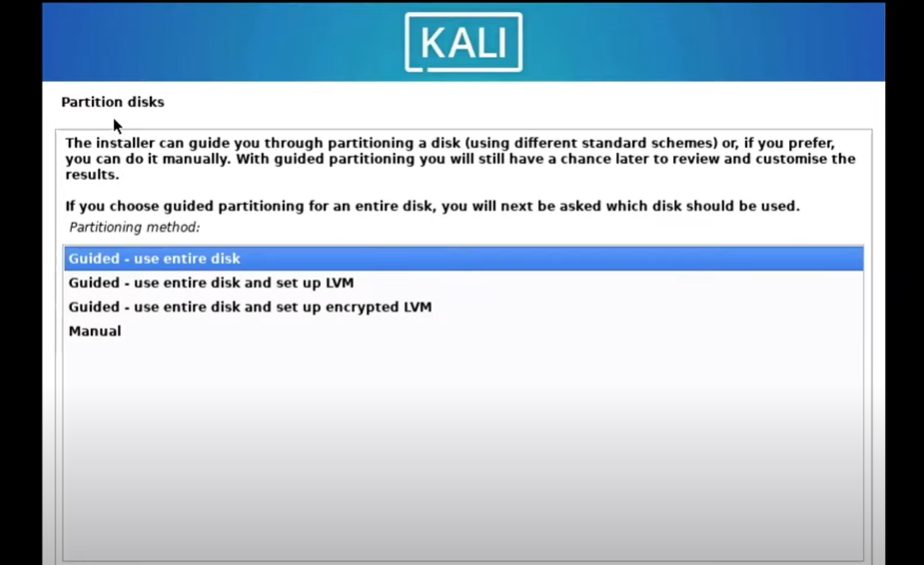 KALI
Partition disks
The installer can guide you through partitioning a disk (using different standard schemes) or, if you prefer,
you can do it manually. With guided partitioning you will still have a chance later to review and customise the
results.
If you choose guided partitioning for an entire disk, you will next be asked which disk should be used.
Partitioning method:
Guided - use entire disk
Guided - use entire disk and set up LVM
Guided - use entire disk and set up encrypted LVM
Manual